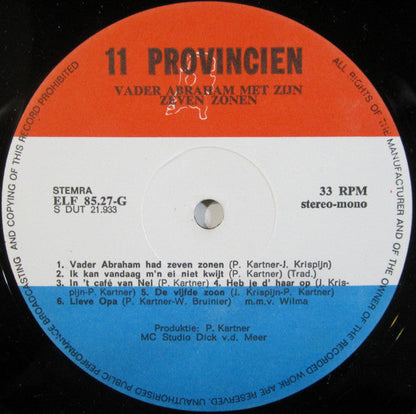 11 PROVINCIEN
VADER ABRAHAM MET ZIJN
ZEVEN ZONEN
STEMRA
ELF 85.27-G
S DUT 21.933
33 RPM
stereo-mono
1. Vader Abraham had zeven zonen (P. Kartner-J. Krispijn)
2. Ik kan vandaag m'n ei niet kwijt (P. Kartner) (Trad.)
3. In 't café van Nel (P. Kartner) 4. Heb je d' haar op (J. Kris-
pijn-P. Kartner) 5. De vijfde zoon (J. Krispijn-P. Kartner)
6. Lieve Opa (P. Kartner-W. Bruinier) m.m.v. Wilma
Produktie: P. Kartner
MC Studio Dick v.d. Meer
ALL RIGHTS OF THE MANUFACTURER AND OF THE OWNER OF THE RECORDED WORK ARE RESERVED. UNAUTHORISED PUBLIC PERFORMANCE BROADCASTING AND COPYING OF THIS RECORD PROHIBITED